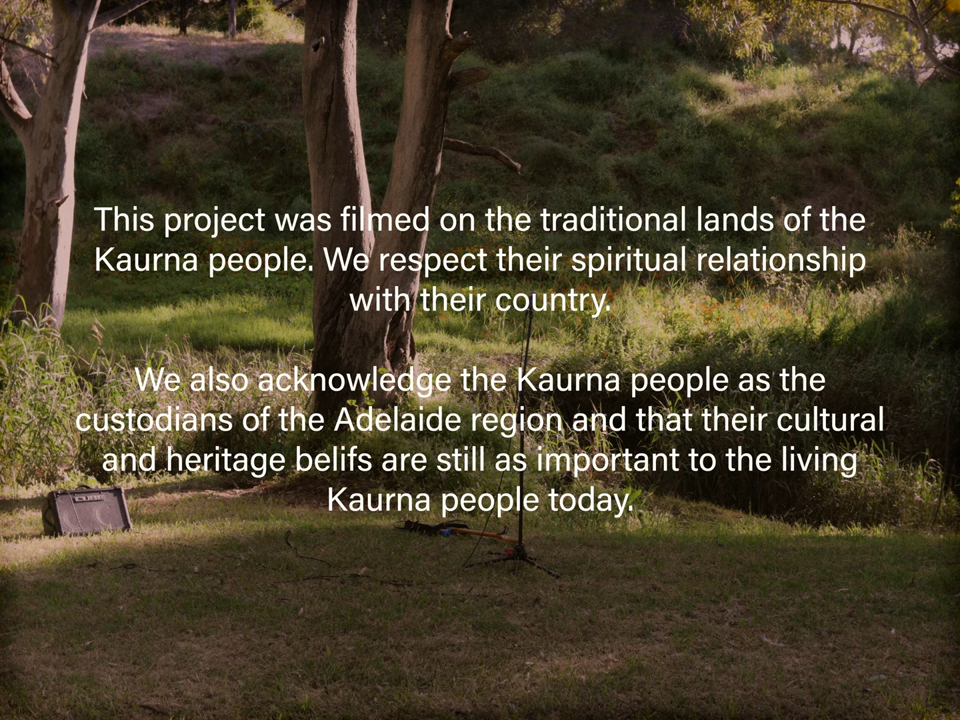 This project was filmed on the traditional lands of the
Kaurna people. We respect their spiritual relationship
with their country.
We also acknowledge the Kaurna people as the
custodians of the Adelaide region and that their cultural
and heritage belifs are still as important to the living
Kaurna people today.
CUBE